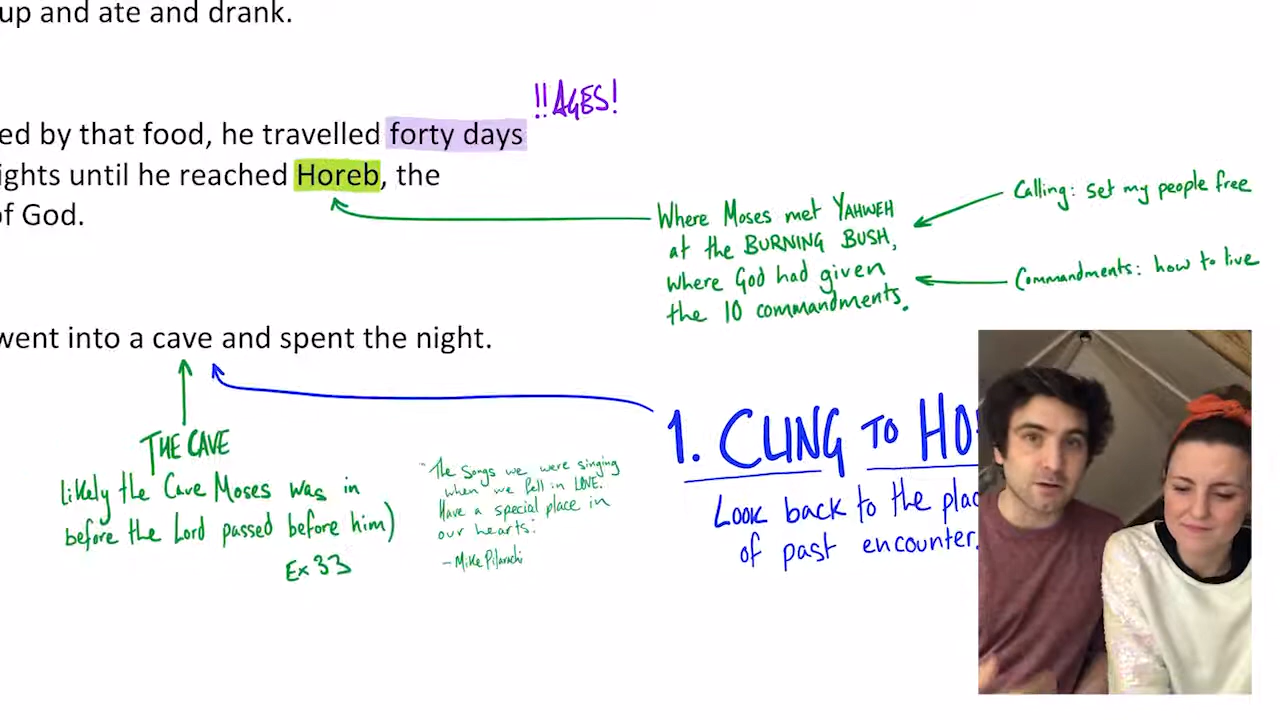 up and ate and drank.
!!AGES!
ed by that food, he travelled forty days
ights until he reached Horeb, the
of God.
Where Moses met YAHWEH
at the BURNING BUSH,
where God had given
the 10 commandments.
Calling: set my people free
Commandments: how to live
went into a cave and spent the night.
THE CAVE
likely the Cave Moses was in
before the Lord passed before him)
Ex 33
"The songs we were singing
when we fell in LOVE.
Have a special place in
our hearts."
- Mike Pilavachi
1. CLING TO HO
Look back to the plac
of past encounter.